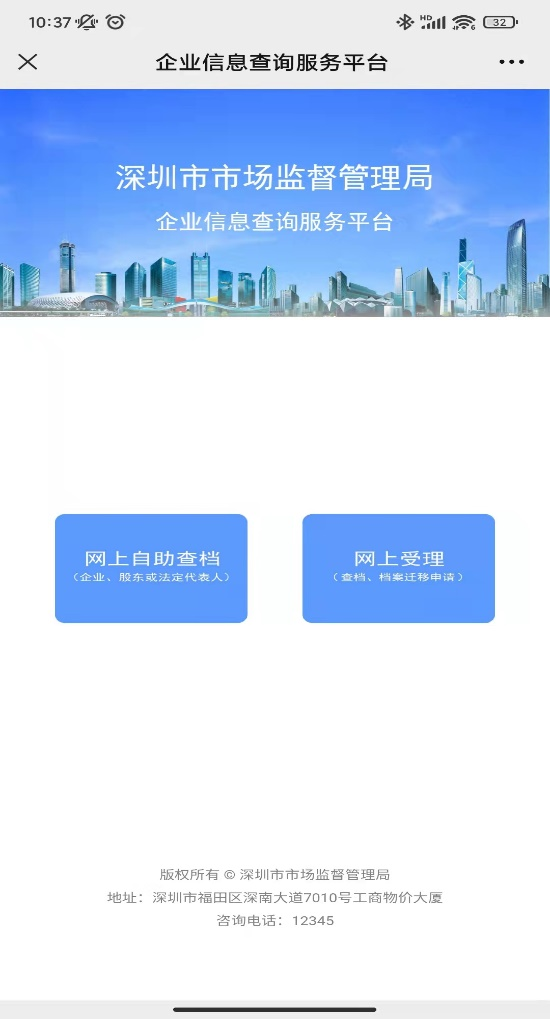 10:37
HD
6
32
企业信息查询服务平台
深圳市市场监督管理局
企业信息查询服务平台
网上自助查档
（企业、股东或法定代表人）
网上受理
（查档、档案迁移申请）
版权所有 © 深圳市市场监督管理局
地址：深圳市福田区深南大道7010号工商物价大厦
咨询电话：12345